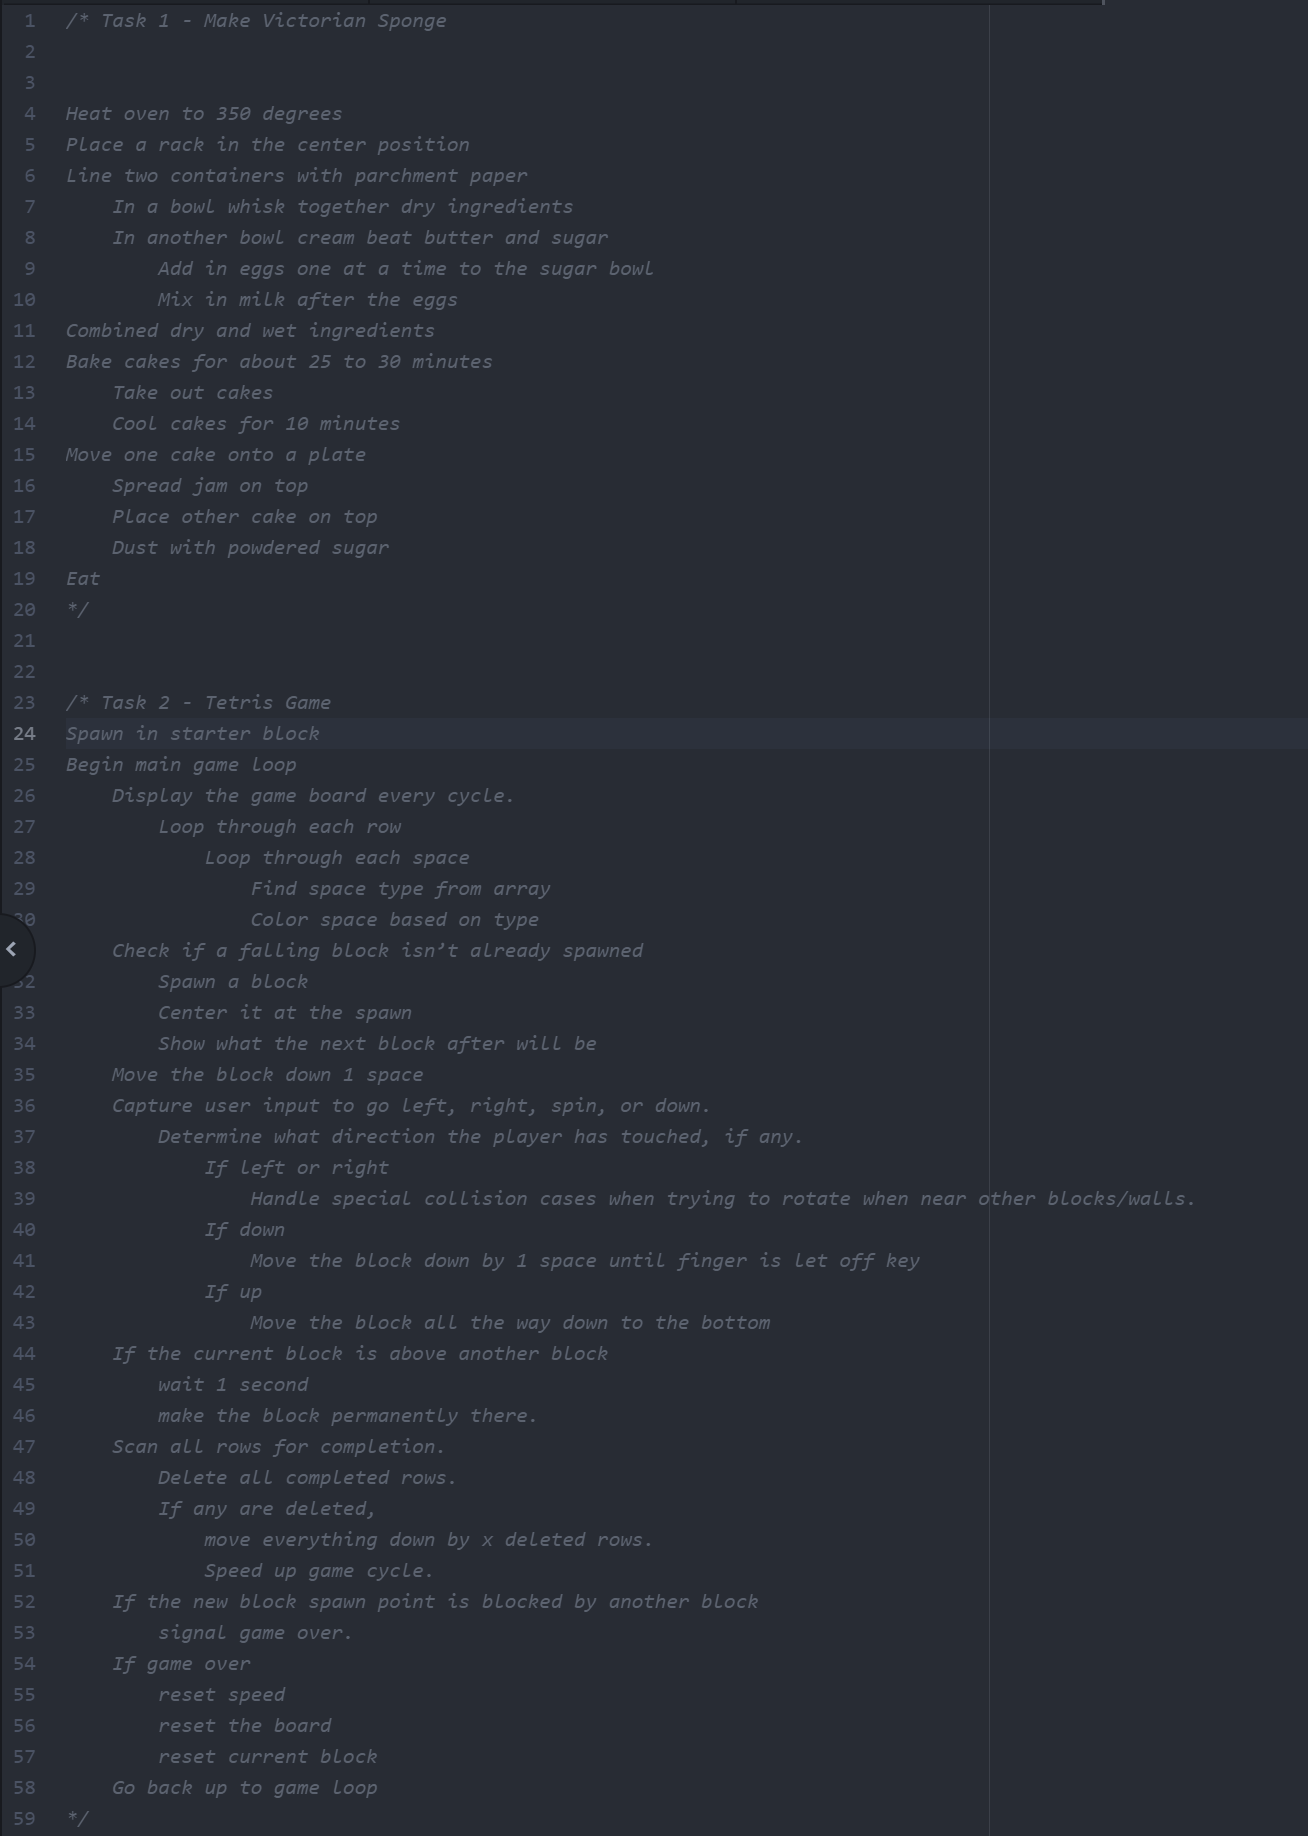 1 /* Task 1 - Make Victorian Sponge
2
3
4 Heat oven to 350 degrees
5 Place a rack in the center position
6 Line two containers with parchment paper
7 In a bowl whisk together dry ingredients
8 In another bowl cream beat butter and sugar
9 Add in eggs one at a time to the sugar bowl
10 Mix in milk after the eggs
11 Combined dry and wet ingredients
12 Bake cakes for about 25 to 30 minutes
13 Take out cakes
14 Cool cakes for 10 minutes
15 Move one cake onto a plate
16 Spread jam on top
17 Place other cake on top
18 Dust with powdered sugar
19 Eat
20 */
21
22
23 /* Task 2 - Tetris Game
24 Spawn in starter block
25 Begin main game loop
26 Display the game board every cycle.
27 Loop through each row
28 Loop through each space
29 Find space type from array
30 Color space based on type
Check if a falling block isn’t already spawned
32 Spawn a block
33 Center it at the spawn
34 Show what the next block after will be
35 Move the block down 1 space
36 Capture user input to go left, right, spin, or down.
37 Determine what direction the player has touched, if any.
38 If left or right
39 Handle special collision cases when trying to rotate when near other blocks/walls.
40 If down
41 Move the block down by 1 space until finger is let off key
42 If up
43 Move the block all the way down to the bottom
44 If the current block is above another block
45 wait 1 second
46 make the block permanently there.
47 Scan all rows for completion.
48 Delete all completed rows.
49 If any are deleted,
50 move everything down by x deleted rows.
51 Speed up game cycle.
52 If the new block spawn point is blocked by another block
53 signal game over.
54 If game over
55 reset speed
56 reset the board
57 reset current block
58 Go back up to game loop
59 */